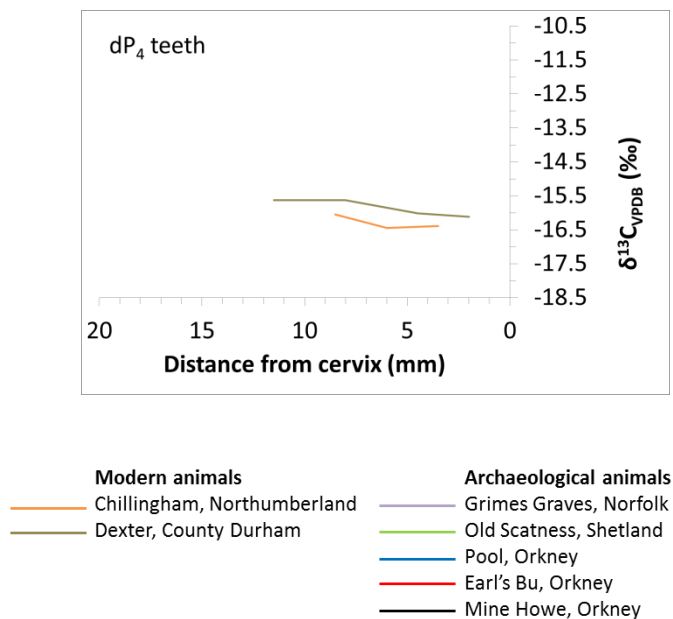 dP4 teeth
-10.5
-11.5
-12.5
-13.5
-14.5
-15.5
-16.5
-17.5
-18.5
δ13CVPDB (‰)
20 15 10 5 0
Distance from cervix (mm)
Modern animals
Chillingham, Northumberland
Dexter, County Durham
Archaeological animals
Grimes Graves, Norfolk
Old Scatness, Shetland
Pool, Orkney
Earl’s Bu, Orkney
Mine Howe, Orkney